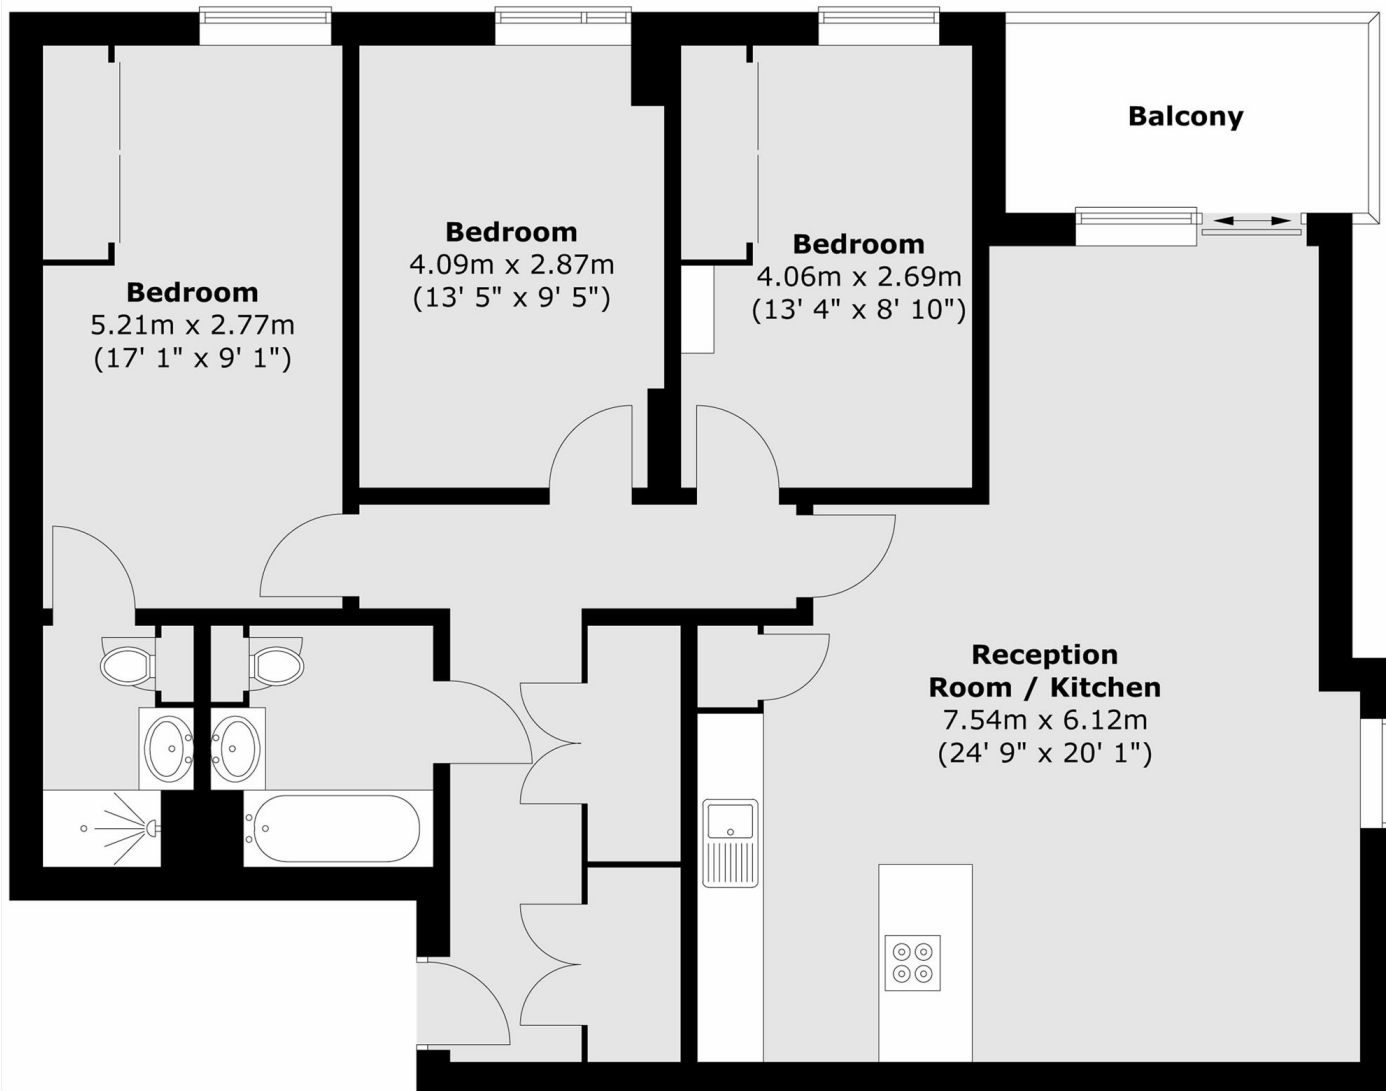 Balcony
Bedroom
4.09m x 2.87m
(13' 5" x 9' 5")
Bedroom
4.06m x 2.69m
(13' 4" x 8' 10")
Bedroom
5.21m x 2.77m
(17' 1" x 9' 1")
Reception
Room / Kitchen
7.54m x 6.12m
(24' 9" x 20' 1")